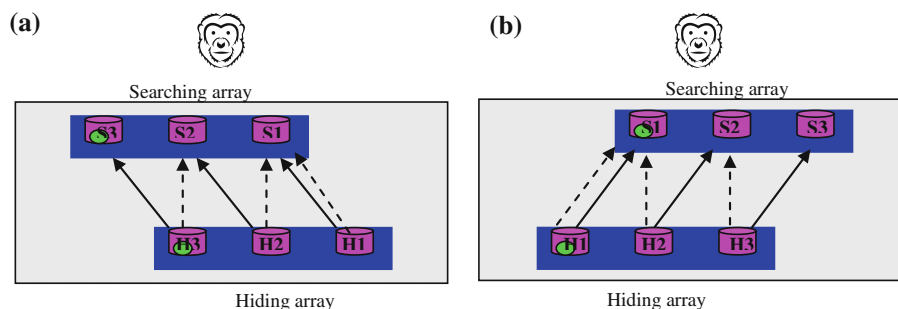 (a)
Searching array
S3 S2 S1
H3 H2 H1
Hiding array
(b)
Searching array
S1 S2 S3
H1 H2 H3
Hiding array